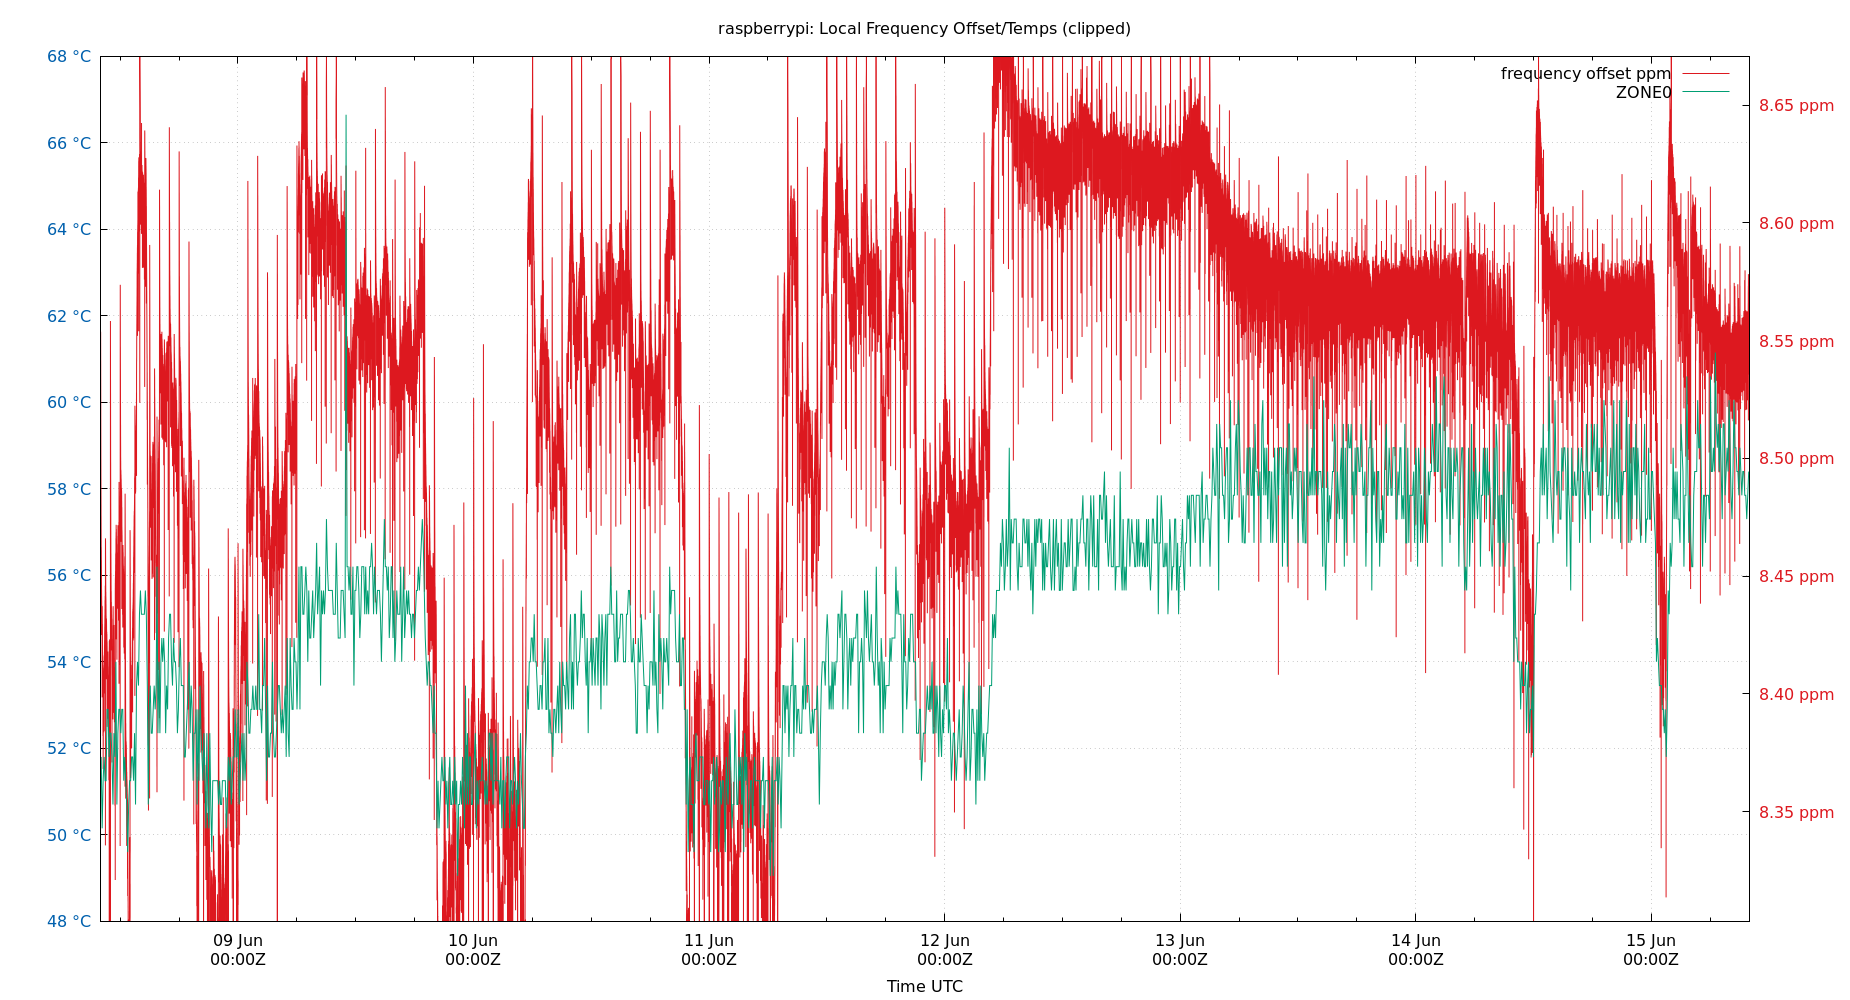 raspberrypi: Local Frequency Offset/Temps (clipped)
68 °C
66 °C
64 °C
62 °C
60 °C
58 °C
56 °C
54 °C
52 °C
50 °C
48 °C
frequency offset ppm
ZONE0
8.65 ppm
8.60 ppm
8.55 ppm
8.50 ppm
8.45 ppm
8.40 ppm
8.35 ppm
09 Jun
00:00Z
10 Jun
00:00Z
11 Jun
00:00Z
12 Jun
00:00Z
13 Jun
00:00Z
14 Jun
00:00Z
15 Jun
00:00Z
Time UTC